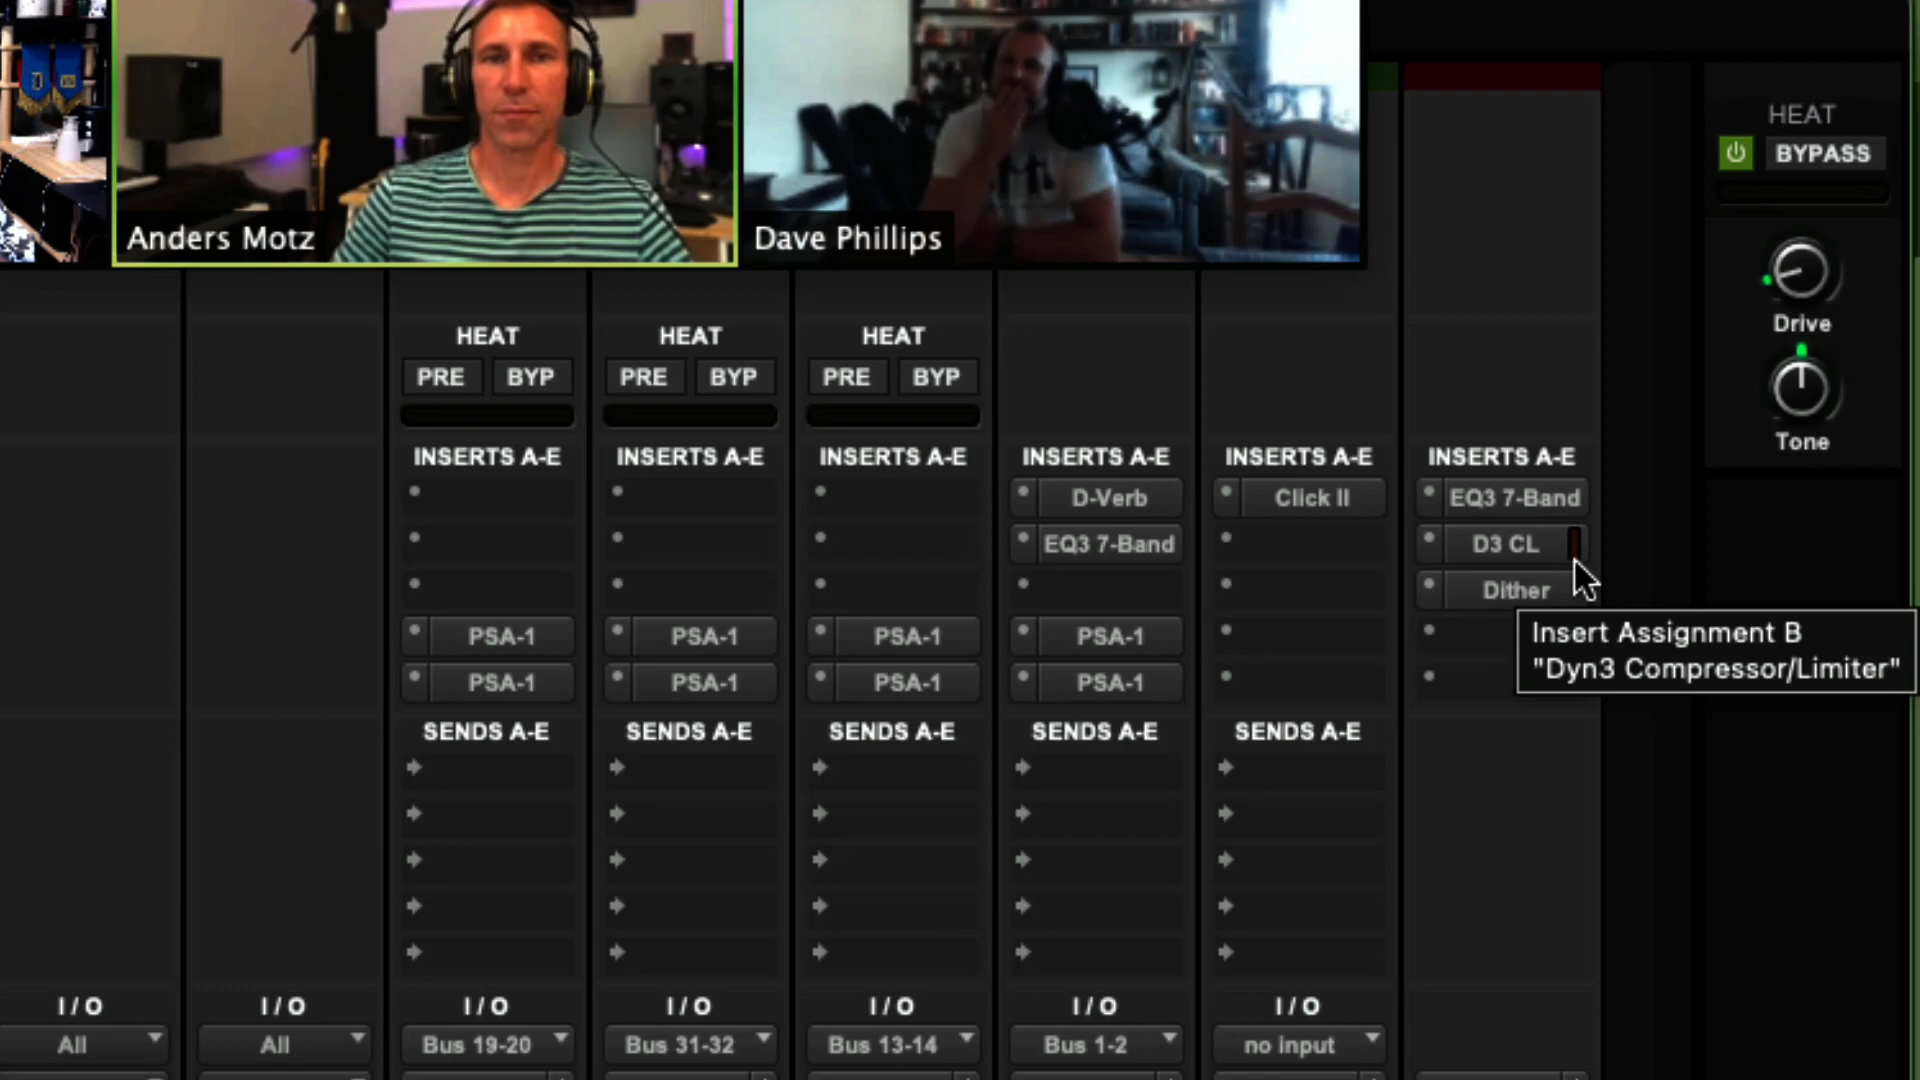 Anders Motz
Dave Phillips
HEAT
BYPASS
Drive
Tone
HEAT
HEAT
HEAT
PRE
BYP
PRE
BYP
PRE
BYP
INSERTS A-E
INSERTS A-E
INSERTS A-E
INSERTS A-E
INSERTS A-E
INSERTS A-E
D-Verb
Click II
EQ3 7-Band
EQ3 7-Band
D3 CL
Dither
Insert Assignment B
"Dyn3 Compressor/Limiter"
PSA-1
PSA-1
PSA-1
PSA-1
PSA-1
PSA-1
PSA-1
PSA-1
SENDS A-E
SENDS A-E
SENDS A-E
SENDS A-E
SENDS A-E
I / O
I / O
I / O
I / O
I / O
I / O
I / O
All
All
Bus 19-20
Bus 31-32
Bus 13-14
Bus 1-2
no input